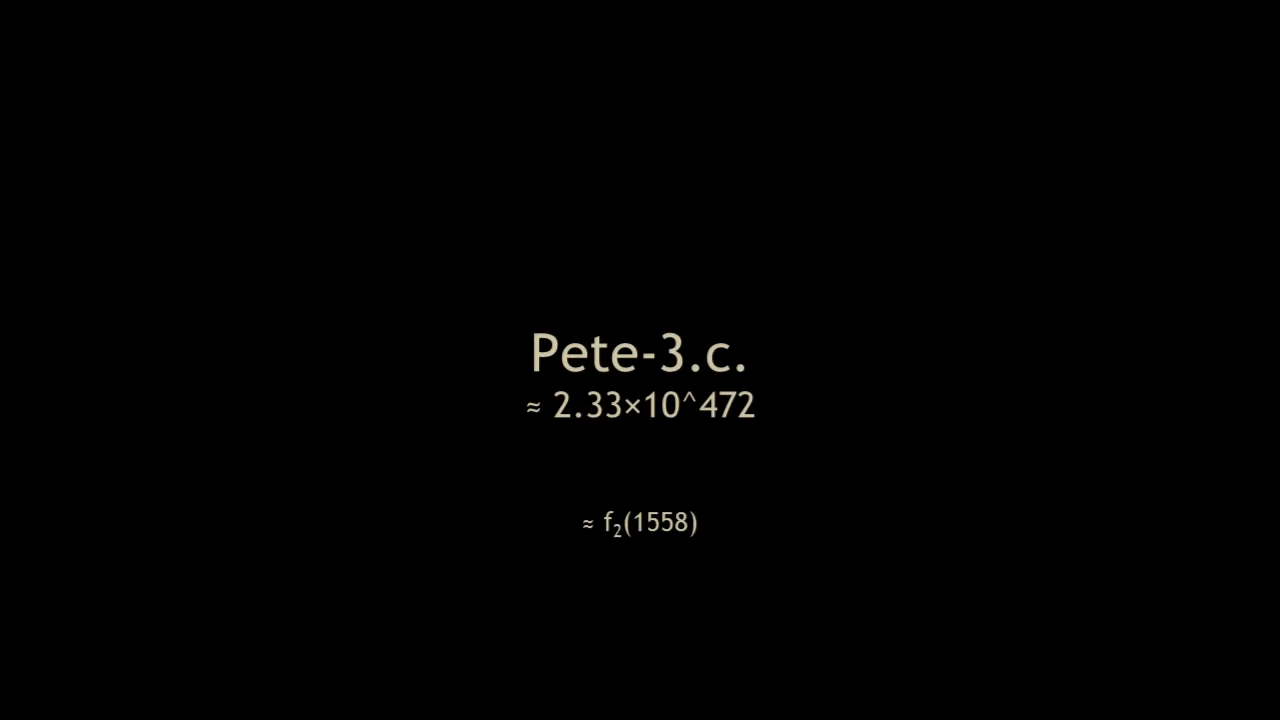 Pete-3.c.
≈ 2.33×10^472
≈ f₂(1558)